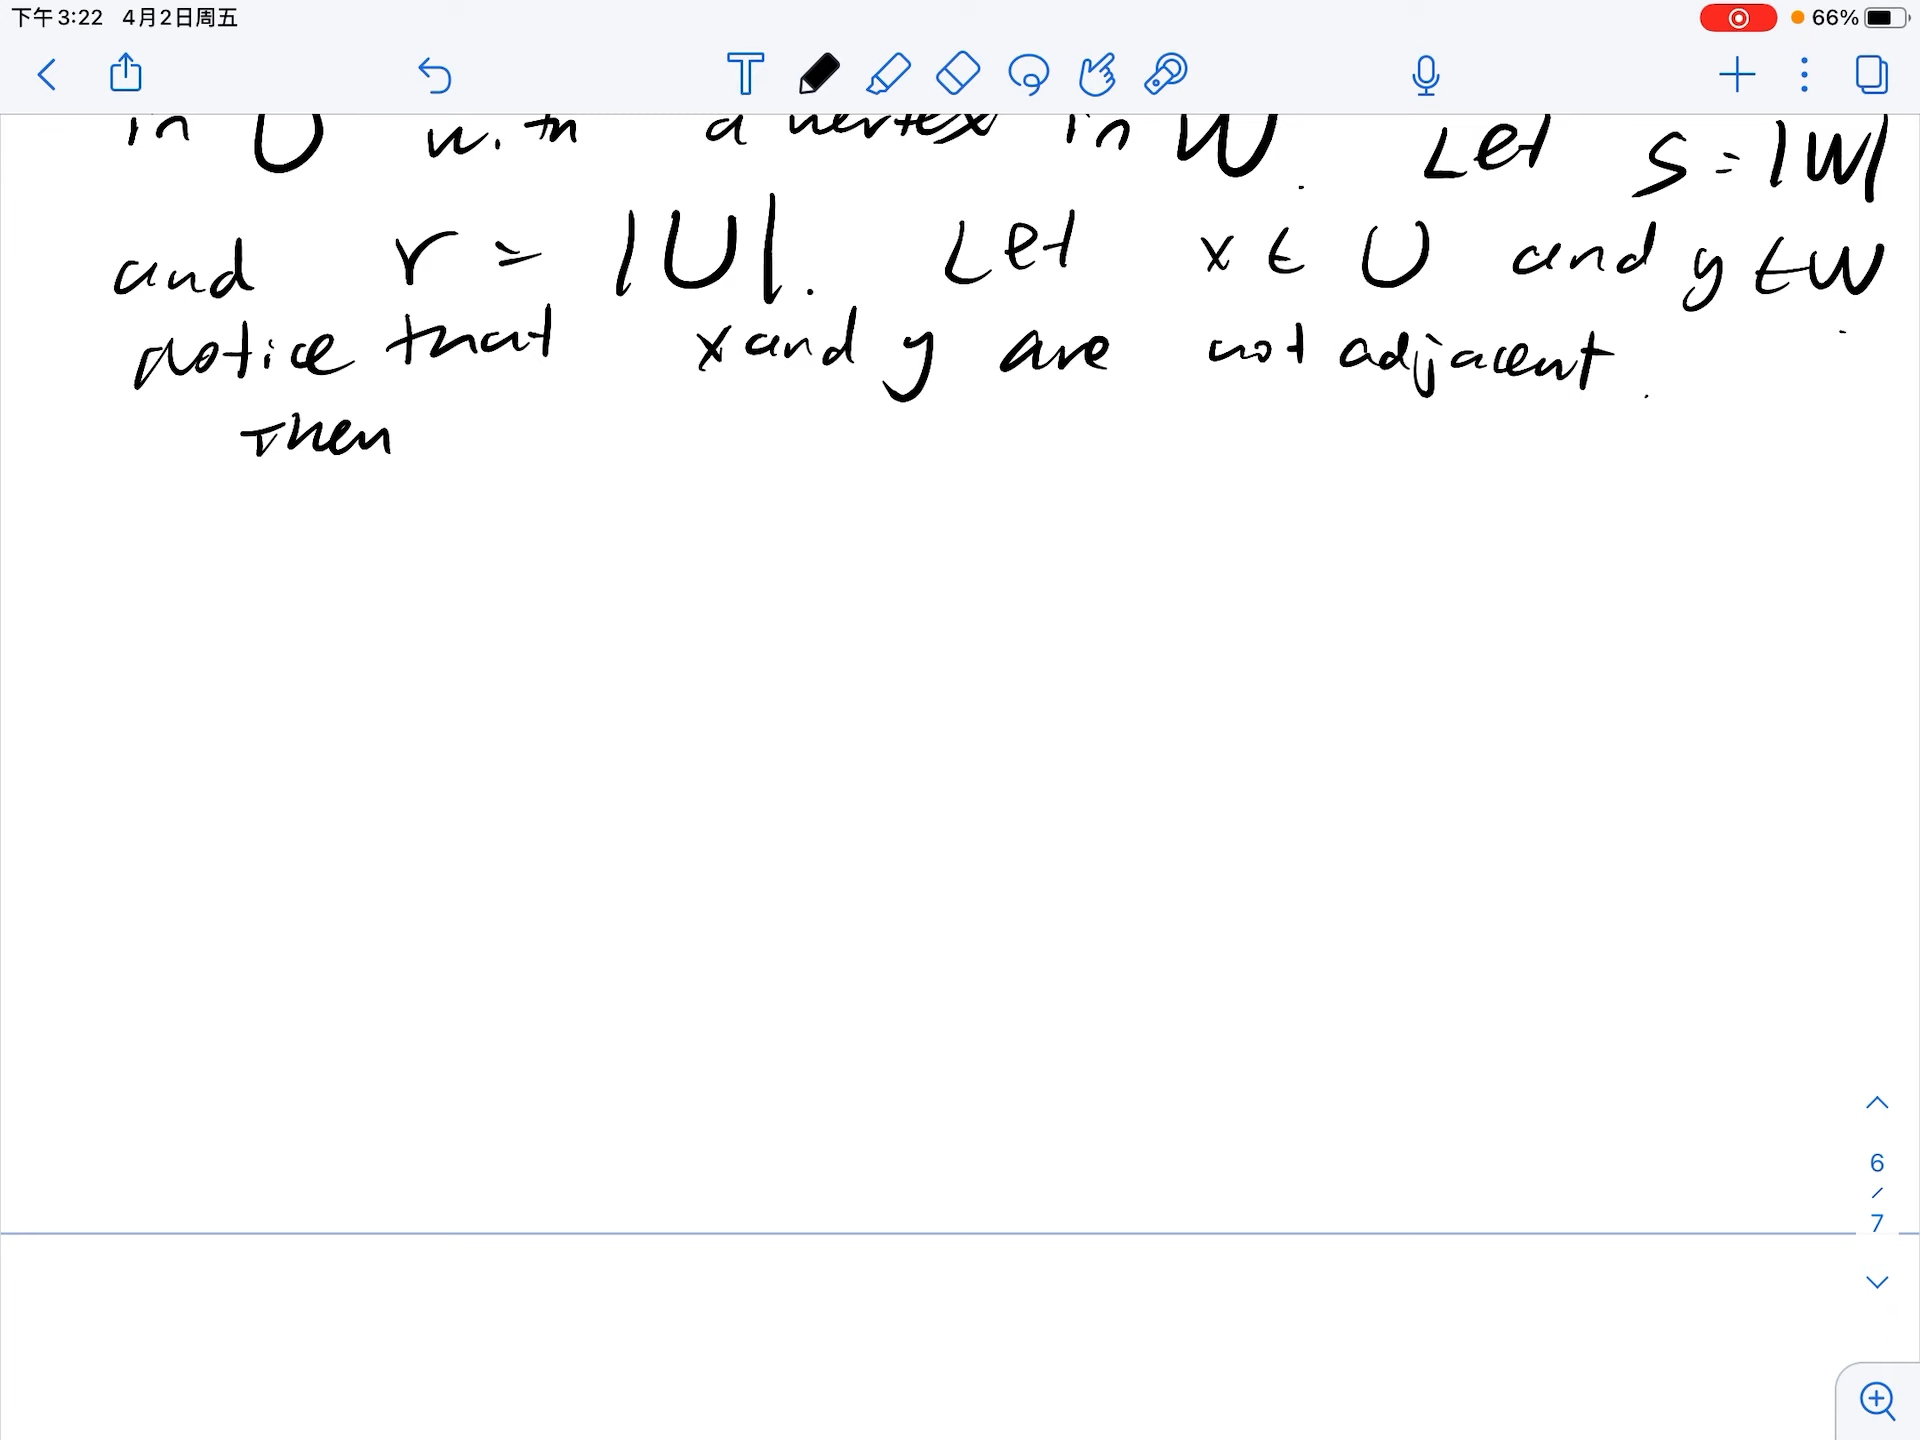 下午3:22 4月2日周五 66%
T
in U with a vertex in W. Let s = |W|
and r = |U|. Let x ∈ U and y ∈ W.
notice that x and y are not adjacent.
Then
6
/
7